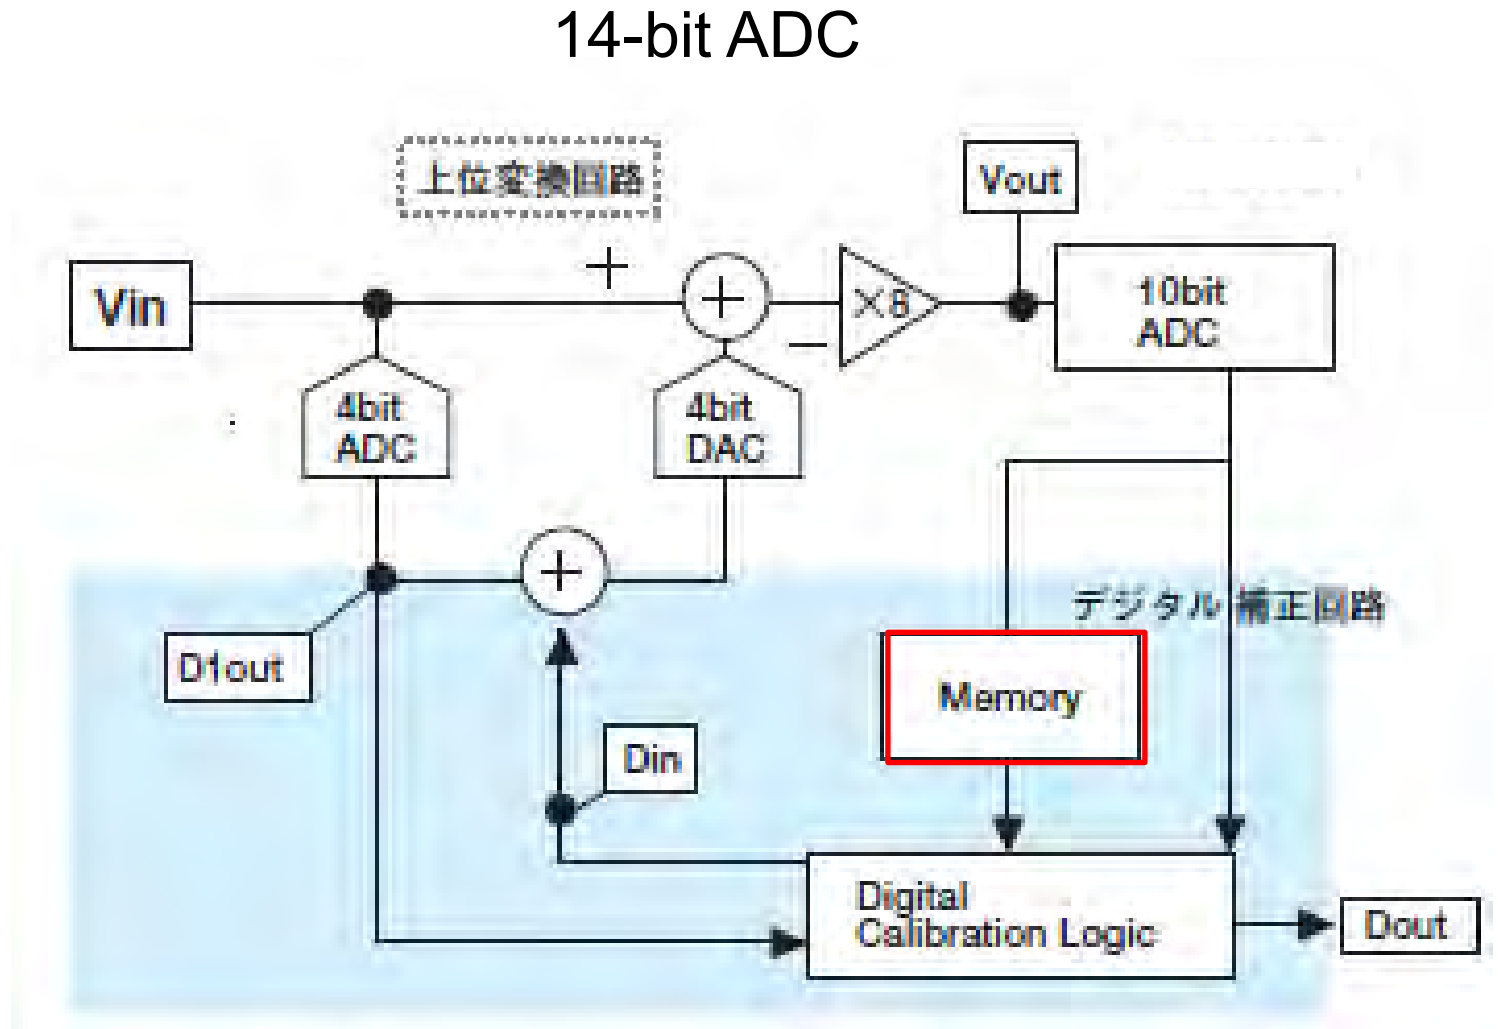 14-bit ADC
上位変換回路
Vout
+
Vin
+
×8
10bit
ADC
−
4bit
ADC
4bit
DAC
+
デジタル 補正回路
D1out
Memory
Din
Digital
Calibration Logic
Dout